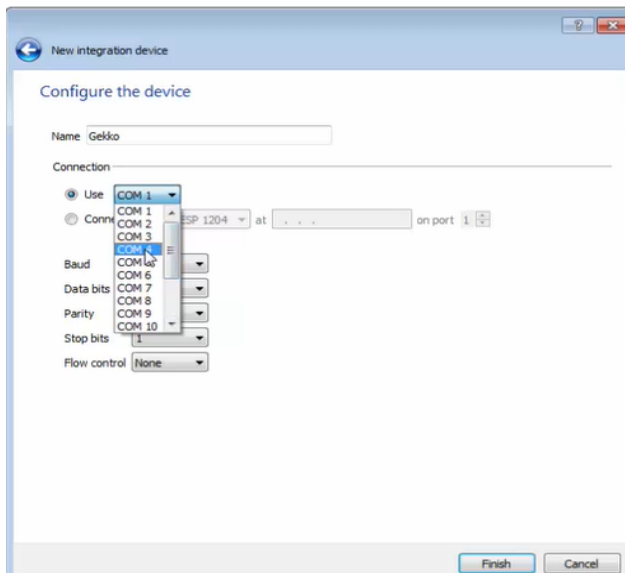 New integration device
Configure the device
Name Gekko
Connection
Use COM 1
COM 1
COM 2
COM 3
COM 4
COM 6
COM 7
COM 8
COM 9
COM 10
ESP 1204 at . . . on port 1
Baud
Data bits
Parity
Stop bits 1
Flow control None
Finish Cancel